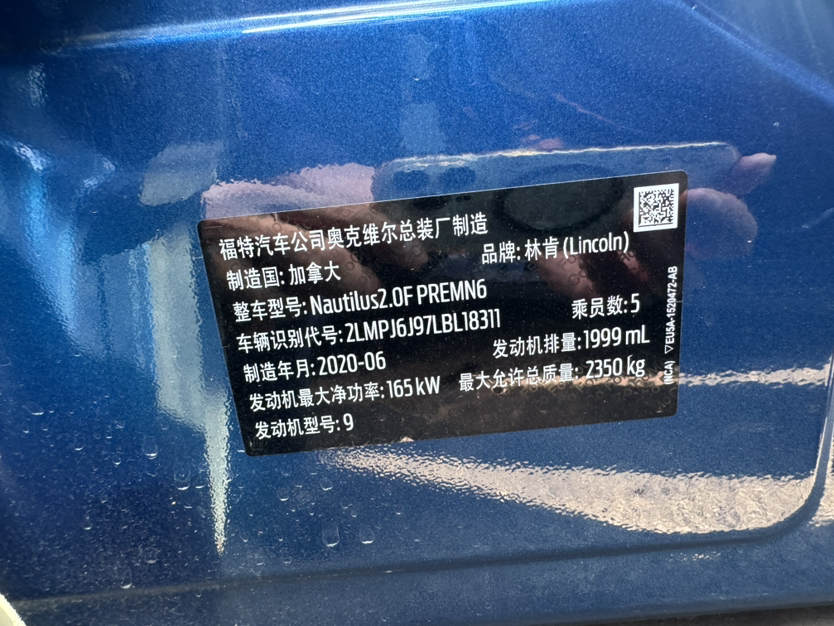 福特汽车公司奥克维尔总装厂制造
制造国:加拿大
品牌:林肯(Lincoln)
整车型号:Nautilus2.0F PREMN6
车辆识别代号:2LMPJ6J97LBL18311
乘员数:5
制造年月:2020-06
发动机排量:1999 mL
发动机最大净功率:165kW
最大允许总质量: 2350 kg
发动机型号:9
(NCA) ▽EU5A-1520472-AB